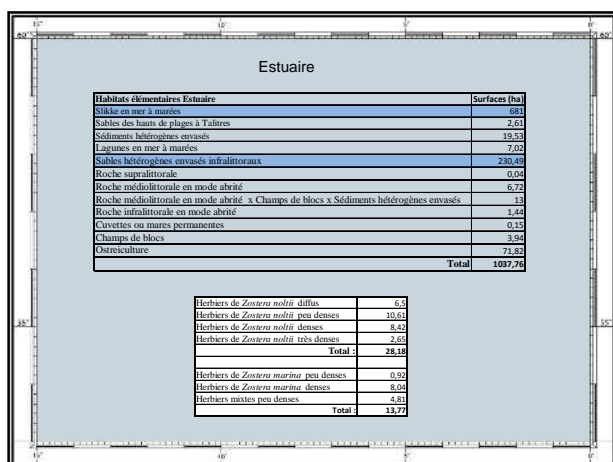 Estuaire
Habitats élémentaires Estuaire Surfaces (ha)
Slikke en mer à marées 681
Sables des hauts de plages à Talitres 2,61
Sédiments hétérogènes envasés 19,53
Lagunes en mer à marées 7,02
Sables hétérogènes envasés infralittoraux 230,49
Roche supralittorale 0,04
Roche médiolittorale en mode abrité 6,72
Roche médiolittorale en mode abrité x Champs de blocs x Sédiments hétérogènes envasés 13
Roche infralittorale en mode abrité 1,44
Cuvettes ou mares permanentes 0,15
Champs de blocs 3,94
Ostreiculture 71,82
Total 1037,76
Herbiers de Zostera noltii diffus 6,5
Herbiers de Zostera noltii peu denses 10,61
Herbiers de Zostera noltii denses 8,42
Herbiers de Zostera noltii très denses 2,65
Total : 28,18
Herbiers de Zostera marina peu denses 0,92
Herbiers de Zostera marina denses 8,04
Herbiers mixtes peu denses 4,81
Total : 13,77